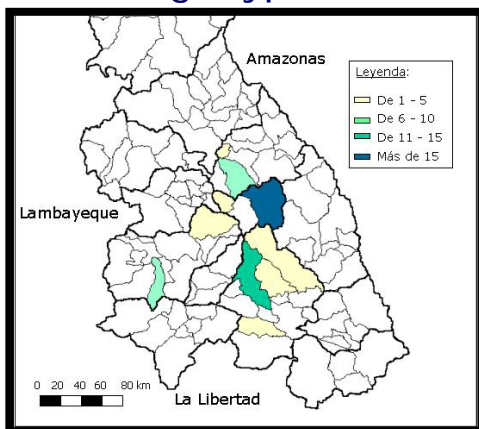 Amazonas
Leyenda:
De 1 - 5
De 6 - 10
De 11 - 15
Más de 15
Lambayeque
0 20 40 60 80 km
La Libertad